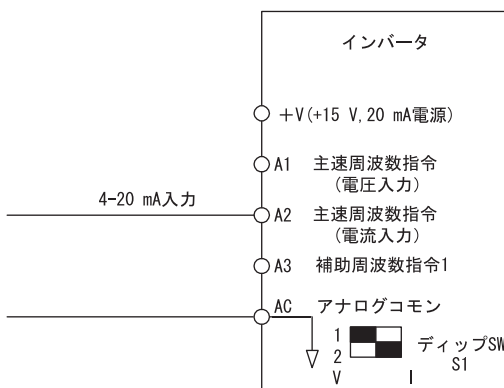 インバータ
+V(+15 V, 20 mA電源)
A1 主速周波数指令
(電圧入力)
4-20 mA入力
A2 主速周波数指令
(電流入力)
A3 補助周波数指令1
AC アナログコモン
1
2
ディップSW
S1
V I